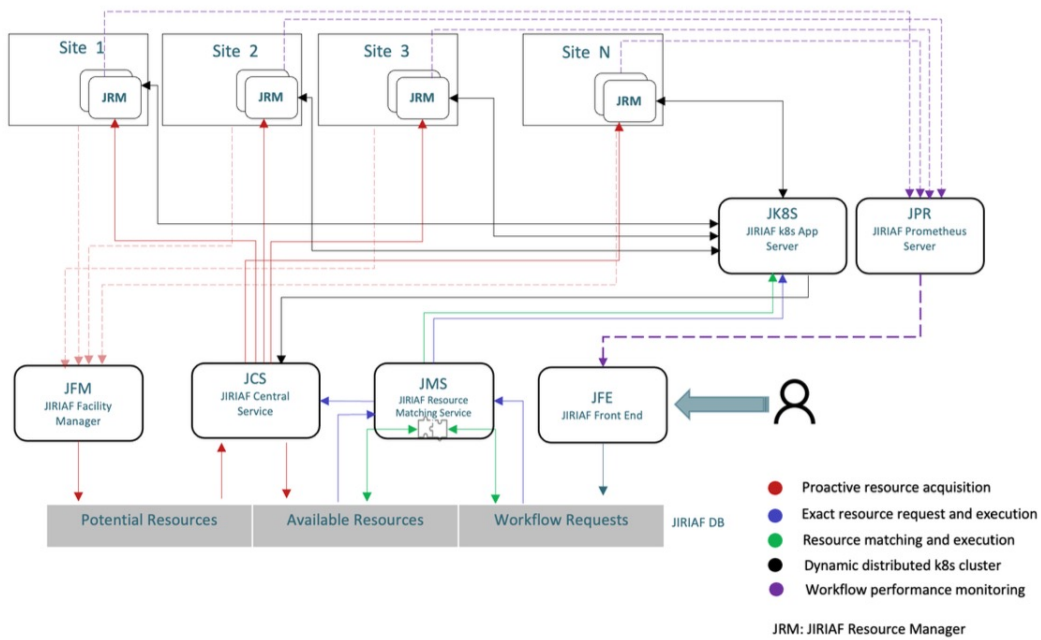 Site 1
Site 2
Site 3
Site N
JRM
JRM
JRM
JRM
JK8S
JIRIAF k8s App
Server
JPR
JIRIAF Prometheus
Server
JFM
JIRIAF Facility
Manager
JCS
JIRIAF Central
Service
JMS
JIRIAF Resource
Matching Service
JFE
JIRIAF Front End
Potential Resources
Available Resources
Workflow Requests
JIRIAF DB
Proactive resource acquisition
Exact resource request and execution
Resource matching and execution
Dynamic distributed k8s cluster
Workflow performance monitoring
JRM: JIRIAF Resource Manager